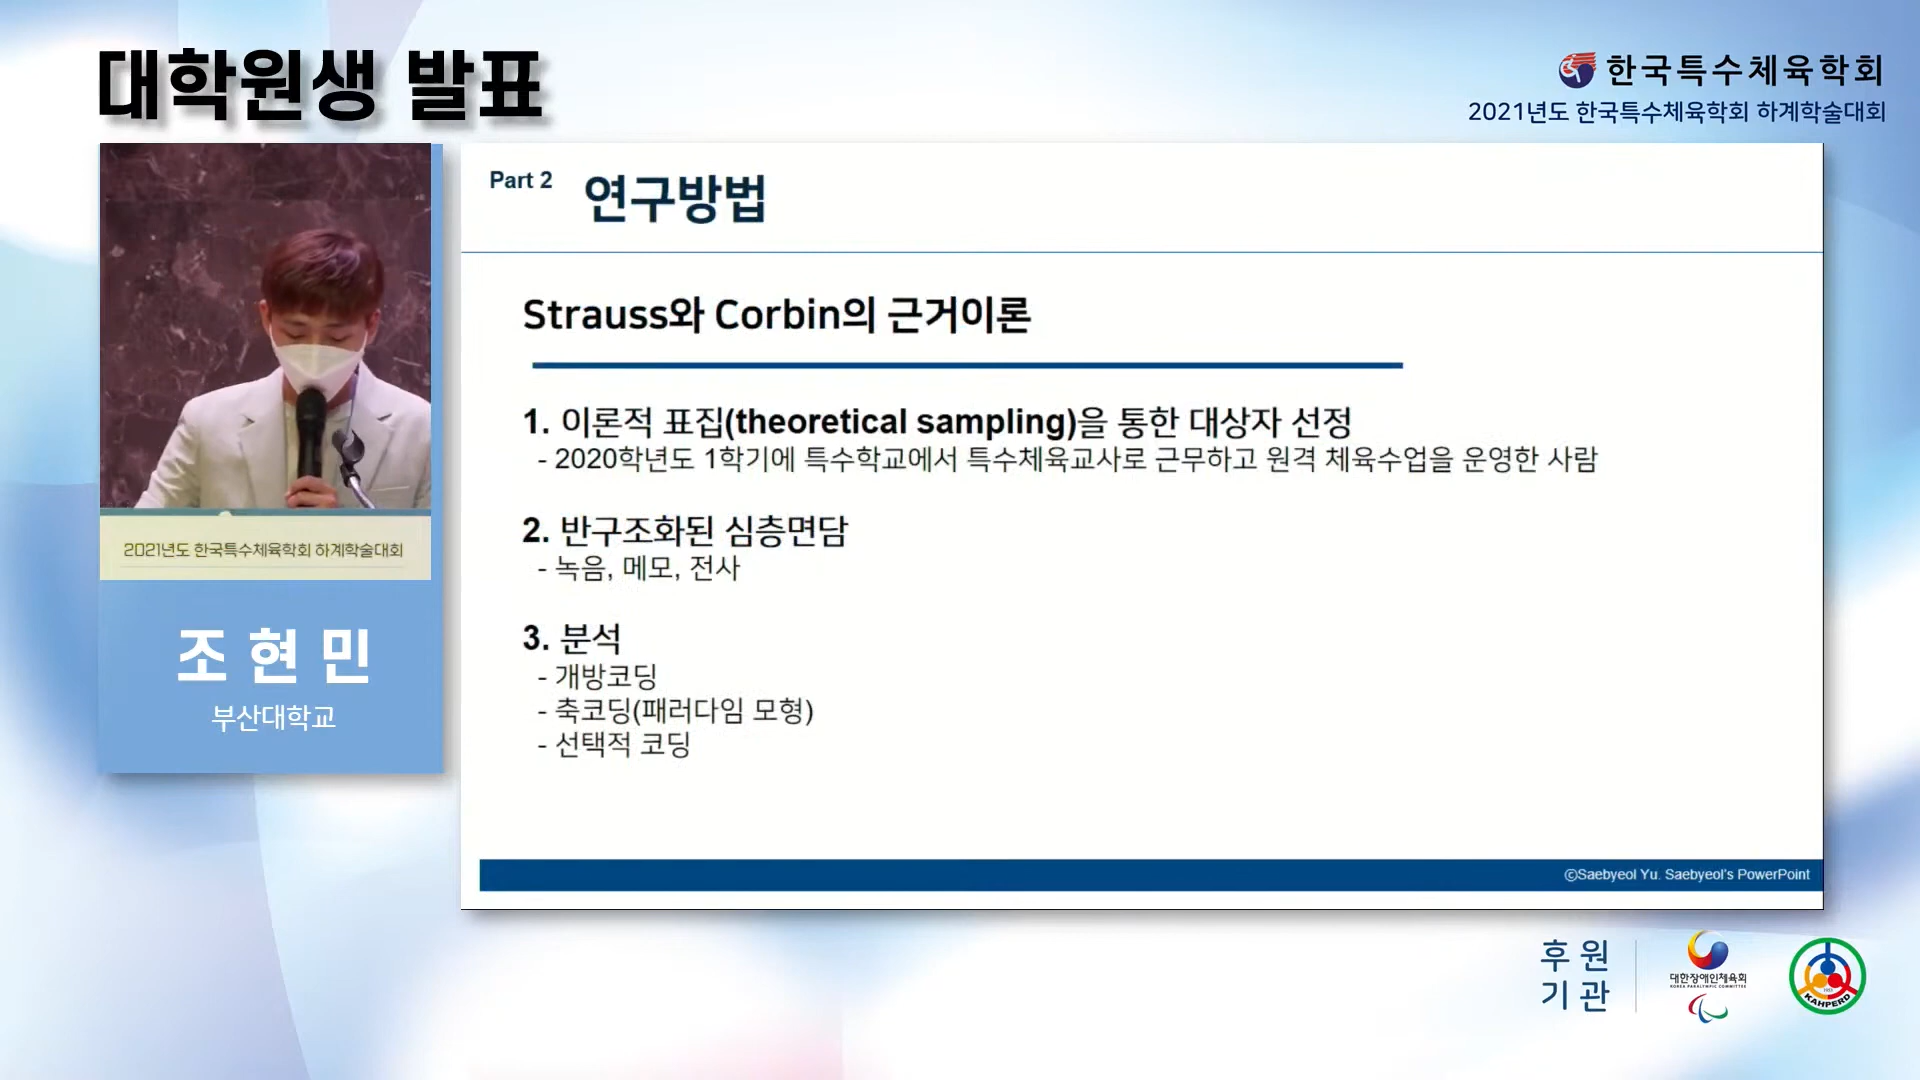 대학원생 발표
한국특수체육학회
2021년도 한국특수체육학회 하계학술대회
2021년도 한국특수체육학회 하계학술대회
조현민
부산대학교
Part 2 연구방법
Strauss와 Corbin의 근거이론
1. 이론적 표집(theoretical sampling)을 통한 대상자 선정
- 2020학년도 1학기에 특수학교에서 특수체육교사로 근무하고 원격 체육수업을 운영한 사람
2. 반구조화된 심층면담
- 녹음, 메모, 전사
3. 분석
- 개방코딩
- 축코딩(패러다임 모형)
- 선택적 코딩
©Saebyeol Yu. Saebyeol's PowerPoint
후원
기관
대한장애인체육회
KOREA PARALYMPIC COMMITTEE
1953
KAHPERD